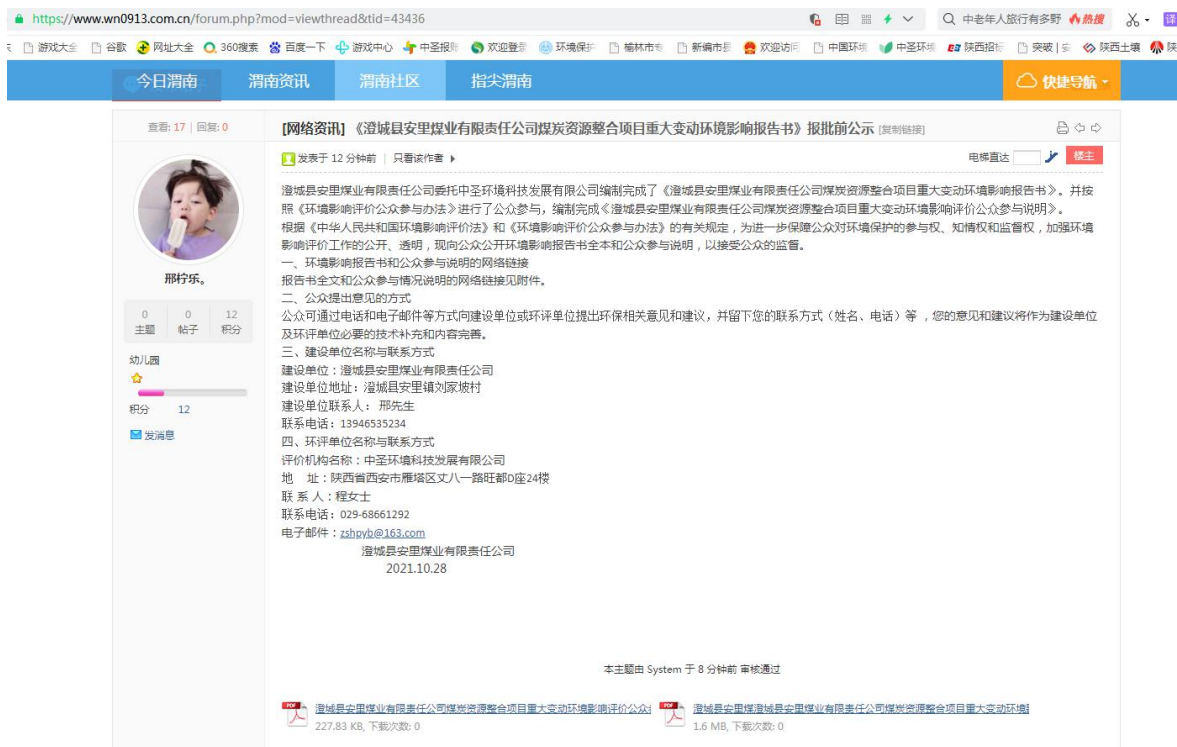 https://www.wn0913.com.cn/forum.php?mod=viewthread&tid=43436
中老年人旅行有多野 热搜
游戏大全 谷歌 网址大全 360搜素 百度一下 游戏中心 中圣报账 欢迎登录 环境保护 榆林市专 新编市县 欢迎访问 中国环境 中圣环境 陕西招标 突破|实 陕西土壤
今日渭南 渭南资讯 渭南社区 指尖渭南 快捷导航
查看: 17 | 回复: 0
[网络资讯] 《澄城县安里煤业有限责任公司煤炭资源整合项目重大变动环境影响报告书》报批前公示 [复制链接]
发表于 12 分钟前 | 只看该作者
电梯直达
楼主
澄城县安里煤业有限责任公司委托中圣环境科技发展有限公司编制完成了《澄城县安里煤业有限责任公司煤炭资源整合项目重大变动环境影响报告书》。并按
照《环境影响评价公众参与办法》进行了公众参与，编制完成《澄城县安里煤业有限责任公司煤炭资源整合项目重大变动环境影响评价公众参与说明》。
根据《中华人民共和国环境影响评价法》和《环境影响评价公众参与办法》的有关规定，为进一步保障公众对环境保护的参与权、知情权和监督权，加强环境
影响评价工作的公开、透明，现向公众公开环境影响报告书全本和公众参与说明，以接受公众的监督。
一、环境影响报告书和公众参与说明的网络链接
报告书全文和公众参与情况说明的网络链接见附件。
二、公众提出意见的方式
公众可通过电话和电子邮件等方式向建设单位或环评单位提出环保相关意见和建议，并留下您的联系方式（姓名、电话）等 ，您的意见和建议将作为建设单位
及环评单位必要的技术补充和内容完善。
三、建设单位名称与联系方式
建设单位：澄城县安里煤业有限责任公司
建设单位地址：澄城县安里镇刘家坡村
建设单位联系人： 邢先生
联系电话：13946535234
四、环评单位名称与联系方式
评价机构名称：中圣环境科技发展有限公司
地 址：陕西省西安市雁塔区丈八一路旺都D座24楼
联 系 人：程女士
联系电话：029-68661292
电子邮件：zshpyb@163.com
澄城县安里煤业有限责任公司
2021.10.28
邢柠乐。
0 0 12
主题 帖子 积分
幼儿园
积分 12
发消息
本主题由 System 于 8 分钟前 审核通过
澄城县安里煤业有限责任公司煤炭资源整合项目重大变动环境影响评价公众
227.83 KB, 下载次数: 0
澄城县安里煤澄城县安里煤业有限责任公司煤炭资源整合项目重大变动环境
1.6 MB, 下载次数: 0